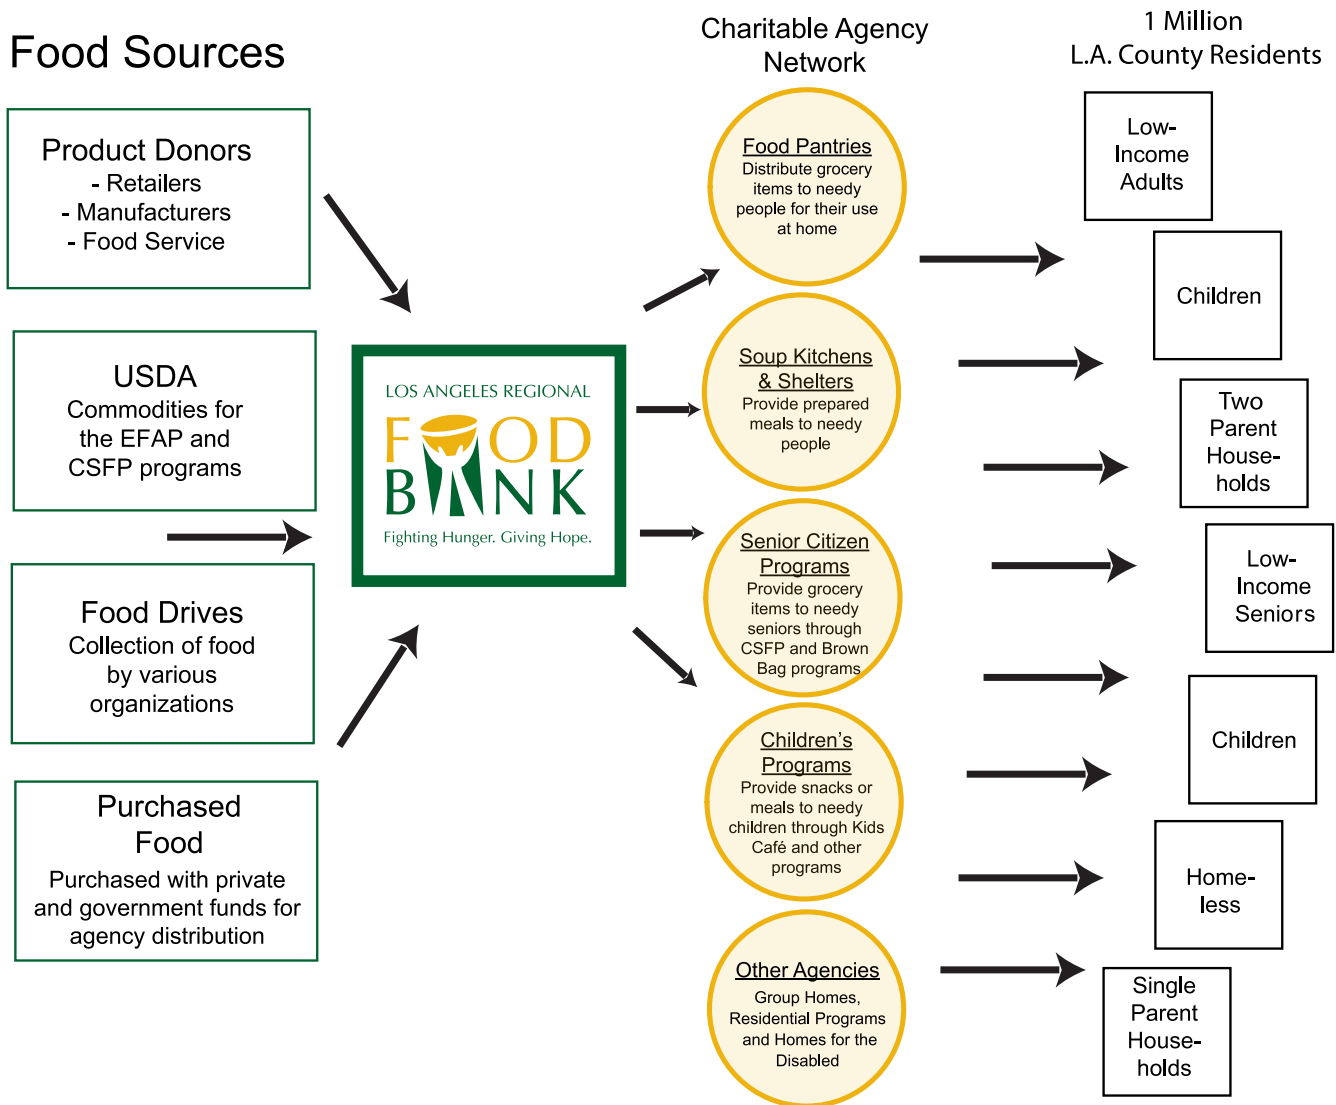 Food Sources
Product Donors
- Retailers
- Manufacturers
- Food Service
USDA
Commodities for
the EFAP and
CSFP programs
Food Drives
Collection of food
by various
organizations
Purchased
Food
Purchased with private
and government funds for
agency distribution
LOS ANGELES REGIONAL
FOOD
BANK
Fighting Hunger. Giving Hope.
Charitable Agency
Network
Food Pantries
Distribute grocery
items to needy
people for their use
at home
Soup Kitchens
& Shelters
Provide prepared
meals to needy
people
Senior Citizen
Programs
Provide grocery
items to needy
seniors through
CSFP and Brown
Bag programs
Children's
Programs
Provide snacks or
meals to needy
children through Kids
Café and other
programs
Other Agencies
Group Homes,
Residential Programs
and Homes for the
Disabled
1 Million
L.A. County Residents
Low-
Income
Adults
Children
Two
Parent
House-
holds
Low-
Income
Seniors
Children
Home-
less
Single
Parent
House-
holds